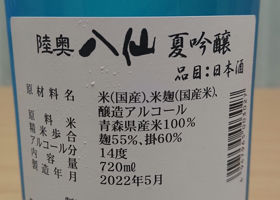 陸奥八仙 夏吟醸
品目:日本酒
原材料名 米(国産)、米麹(国産米)、
醸造アルコール
原料米 青森県産米100%
精米歩合 麹55%、掛60%
アルコール分 14度
内容量 720ml
製造年月 2022年5月